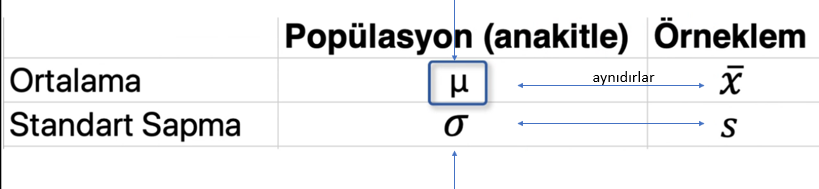 Popülasyon (anakitle) Örneklem
Ortalama μ aynıdırlar x̄
Standart Sapma σ s